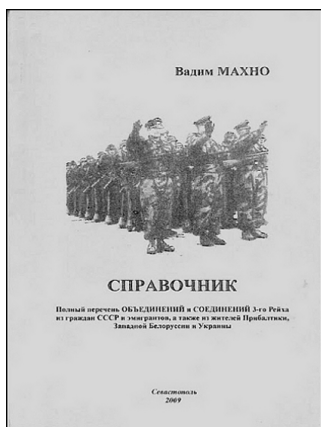 Вадим МАХНО
СПРАВОЧНИК
Полный перечень ОБЪЕДИНЕНИЙ и СОЕДИНЕНИЙ 3-го Рейха
из граждан СССР и эмигрантов, а также из жителей Прибалтики,
Западной Белоруссии и Украины
Севастополь
2009